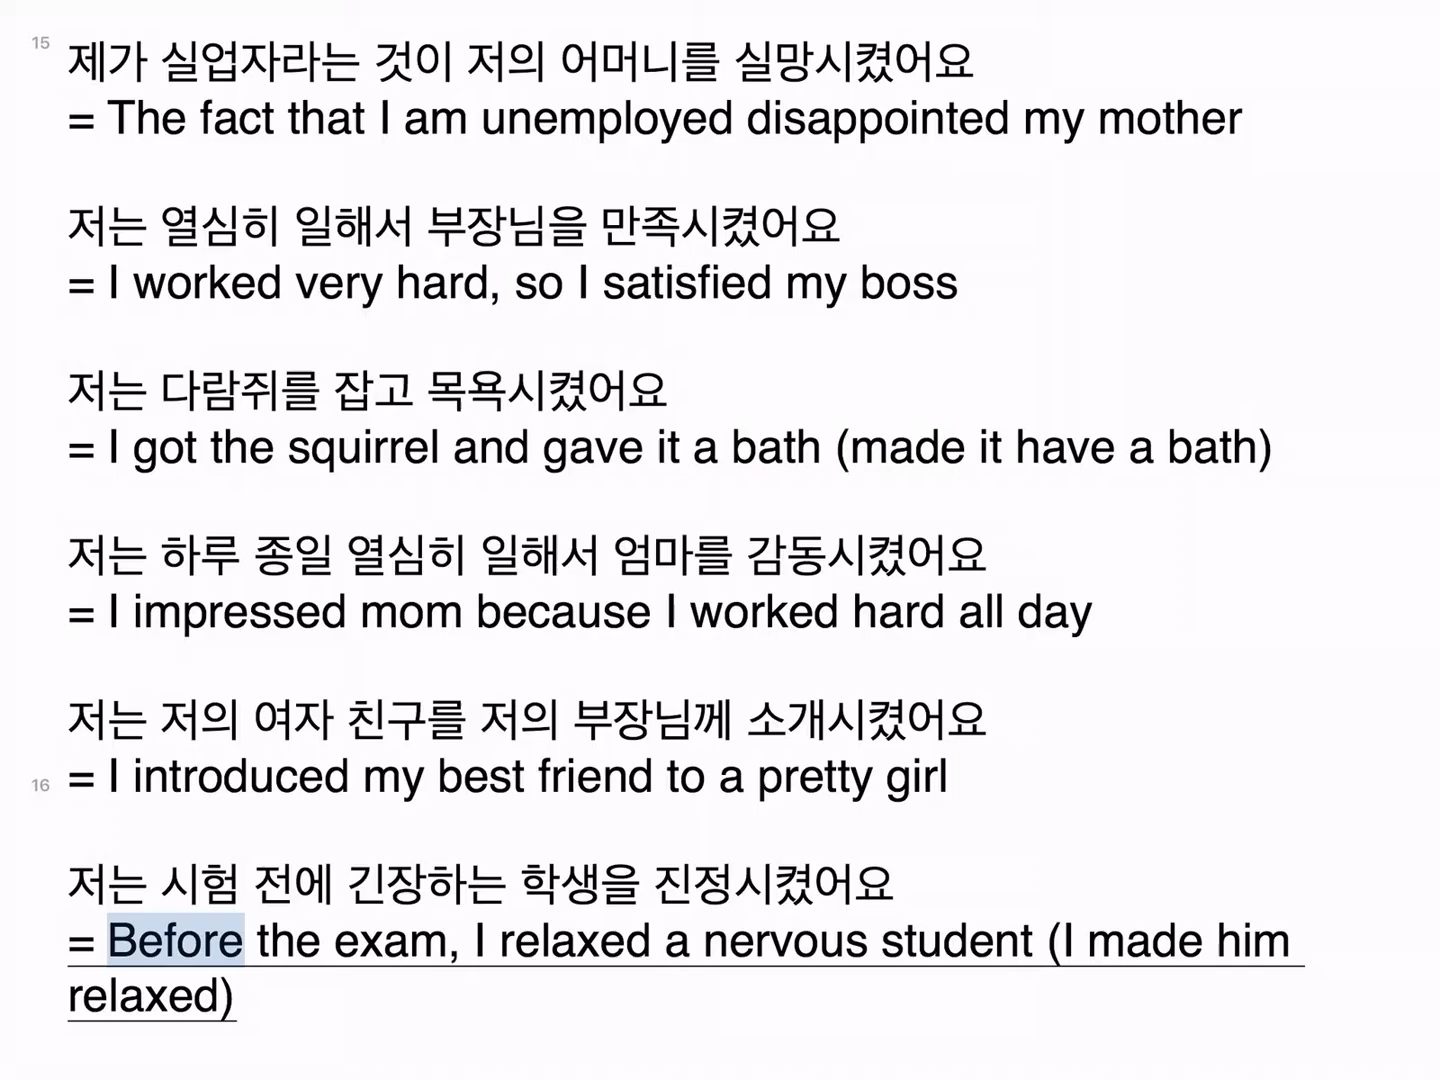 15
제가 실업자라는 것이 저의 어머니를 실망시켰어요
= The fact that I am unemployed disappointed my mother
저는 열심히 일해서 부장님을 만족시켰어요
= I worked very hard, so I satisfied my boss
저는 다람쥐를 잡고 목욕시켰어요
= I got the squirrel and gave it a bath (made it have a bath)
저는 하루 종일 열심히 일해서 엄마를 감동시켰어요
= I impressed mom because I worked hard all day
저는 저의 여자 친구를 저의 부장님께 소개시켰어요
16
= I introduced my best friend to a pretty girl
저는 시험 전에 긴장하는 학생을 진정시켰어요
= Before the exam, I relaxed a nervous student (I made him
relaxed)